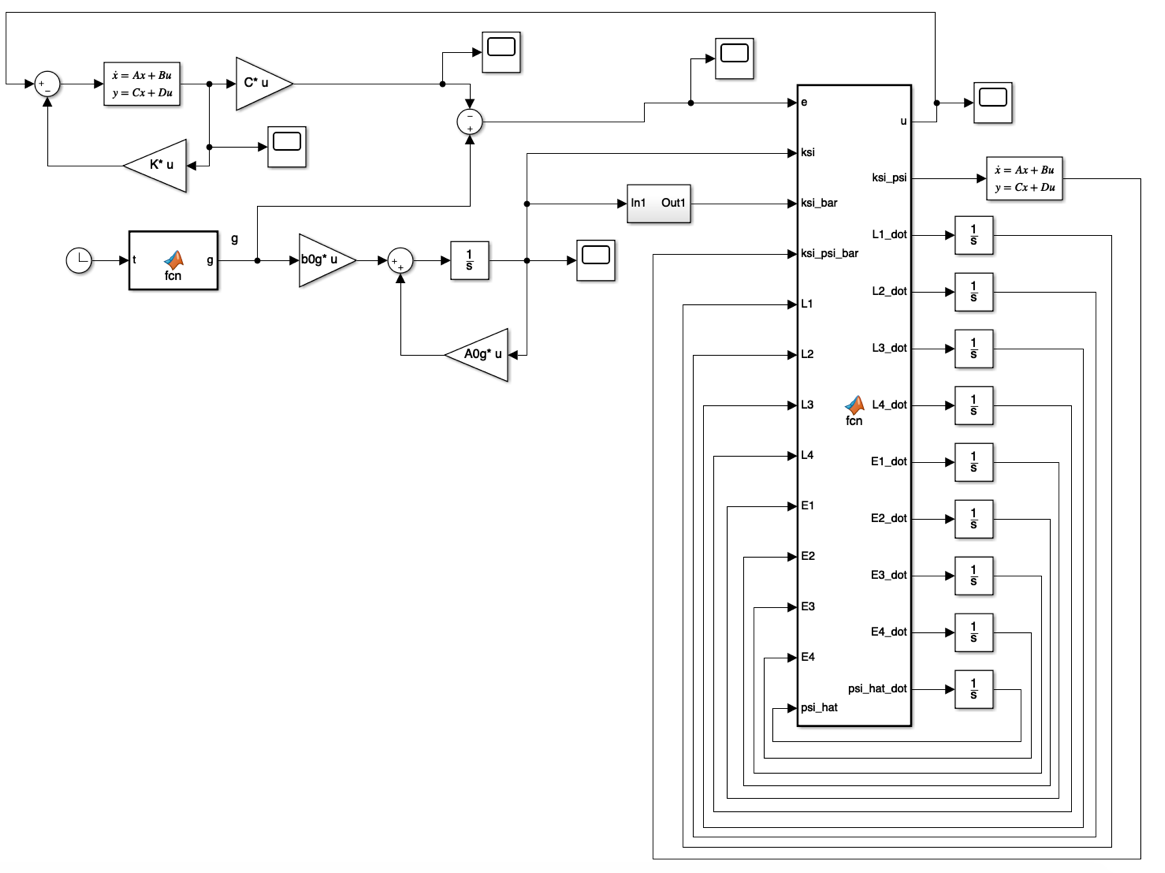 +
−
ẋ = Ax + Bu
y = Cx + Du
C* u
K* u
−
+
t
fcn
g
g
b0g* u
+
+
1
s
A0g* u
In1 Out1
e
ksi
ksi_bar
ksi_psi_bar
L1
L2
L3
L4
E1
E2
E3
E4
psi_hat
fcn
u
ksi_psi
L1_dot
L2_dot
L3_dot
L4_dot
E1_dot
E2_dot
E3_dot
E4_dot
psi_hat_dot
ẋ = Ax + Bu
y = Cx + Du
1
s
1
s
1
s
1
s
1
s
1
s
1
s
1
s
1
s